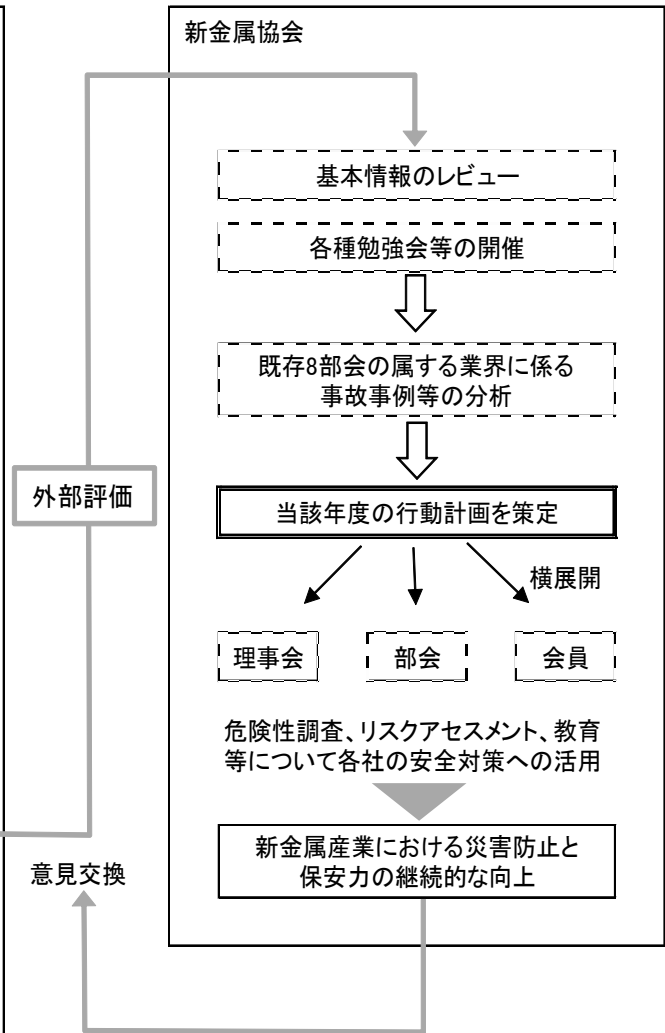 新金属協会
基本情報のレビュー
各種勉強会等の開催
既存8部会の属する業界に係る
事故事例等の分析
外部評価
当該年度の行動計画を策定
横展開
理事会
部会
会員
危険性調査、リスクアセスメント、教育
等について各社の安全対策への活用
新金属産業における災害防止と
保安力の継続的な向上
意見交換